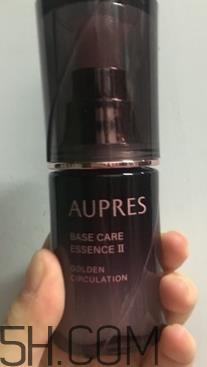 AUPRES
BASE CARE
ESSENCE II
GOLDEN
CIRCULATION
5H.COM